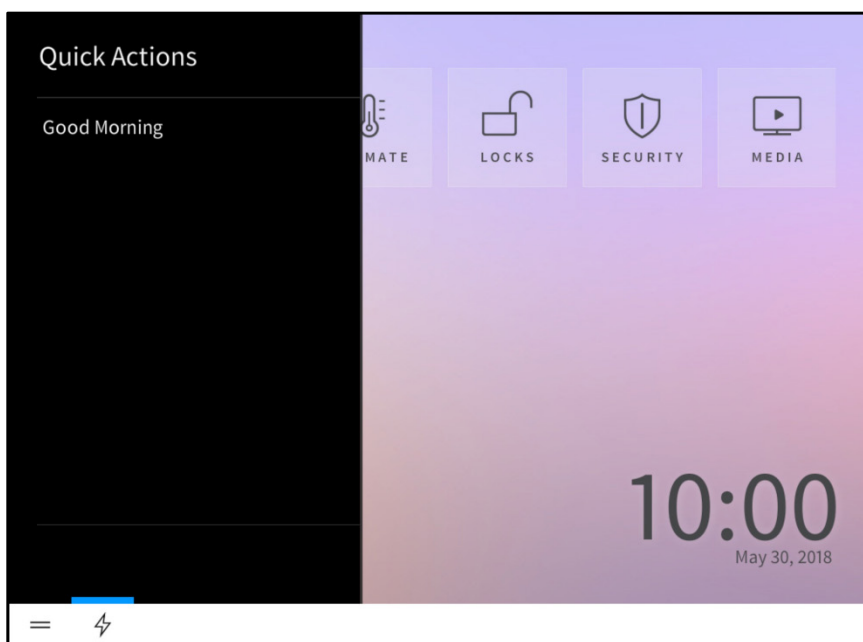 Quick Actions
Good Morning
MATE
LOCKS
SECURITY
MEDIA
10:00
May 30, 2018